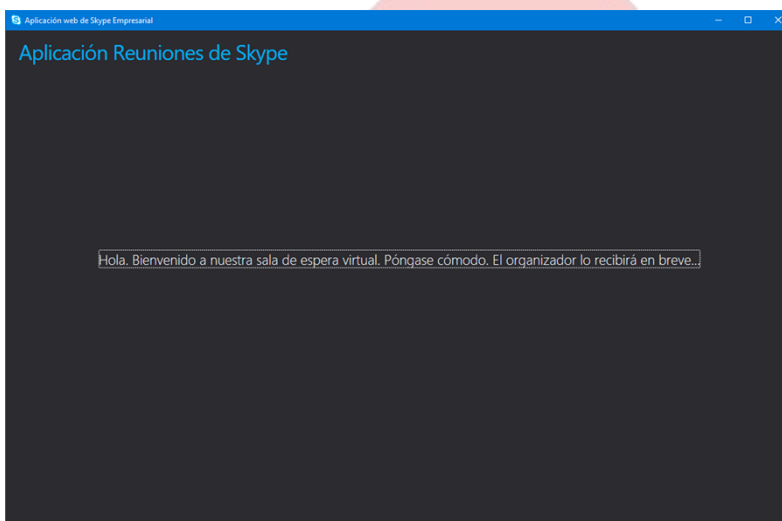 Aplicación web de Skype Empresarial
Aplicación Reuniones de Skype
Hola. Bienvenido a nuestra sala de espera virtual. Póngase cómodo. El organizador lo recibirá en breve...